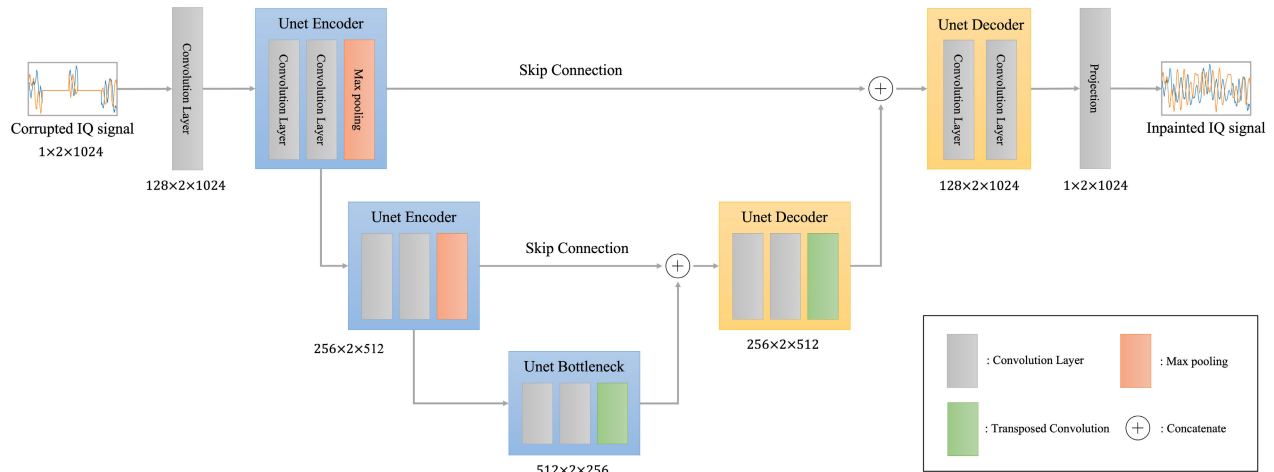 Unet Encoder
Convolution Layer
Convolution Layer
Convolution Layer
Max pooling
Corrupted IQ signal
1×2×1024
128×2×1024
Skip Connection
Unet Decoder
Convolution Layer
Convolution Layer
128×2×1024
Projection
1×2×1024
Inpainted IQ signal
Unet Encoder
256×2×512
Skip Connection
Unet Decoder
256×2×512
Unet Bottleneck
512×2×256
: Convolution Layer
: Max pooling
: Transposed Convolution
: Concatenate